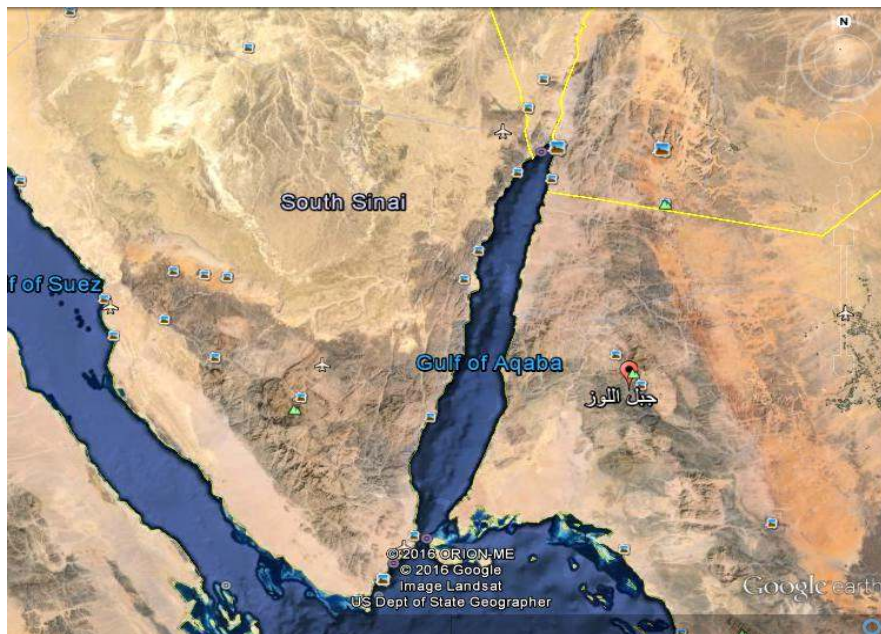 N
South Sinai
f of Suez
Gulf of Aqaba
جبل اللوز
© 2016 ORION-ME
© 2016 Google
Image Landsat
US Dept of State Geographer
Google earth